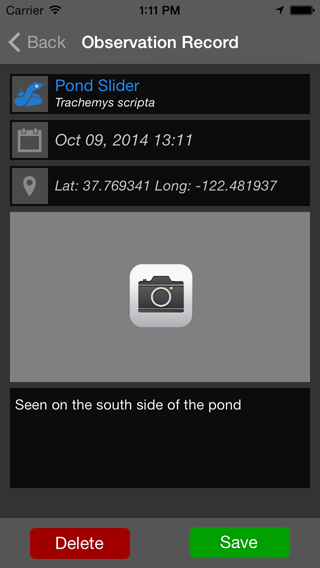 Carrier 1:11 PM
Back Observation Record
Pond Slider
Trachemys scripta
Oct 09, 2014 13:11
Lat: 37.769341 Long: -122.481937
Seen on the south side of the pond
Delete Save